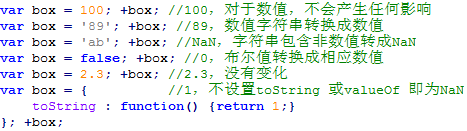 var box = 100; +box; //100，对于数值，不会产生任何影响
var box = '89'; +box; //89，数值字符串转换成数值
var box = 'ab'; +box; //NaN，字符串包含非数值转成NaN
var box = false; +box; //0，布尔值转换成相应数值
var box = 2.3; +box; //2.3，没有变化
var box = { //1，不设置toString 或valueOf 即为NaN
toString : function() {return 1;}
}; +box;